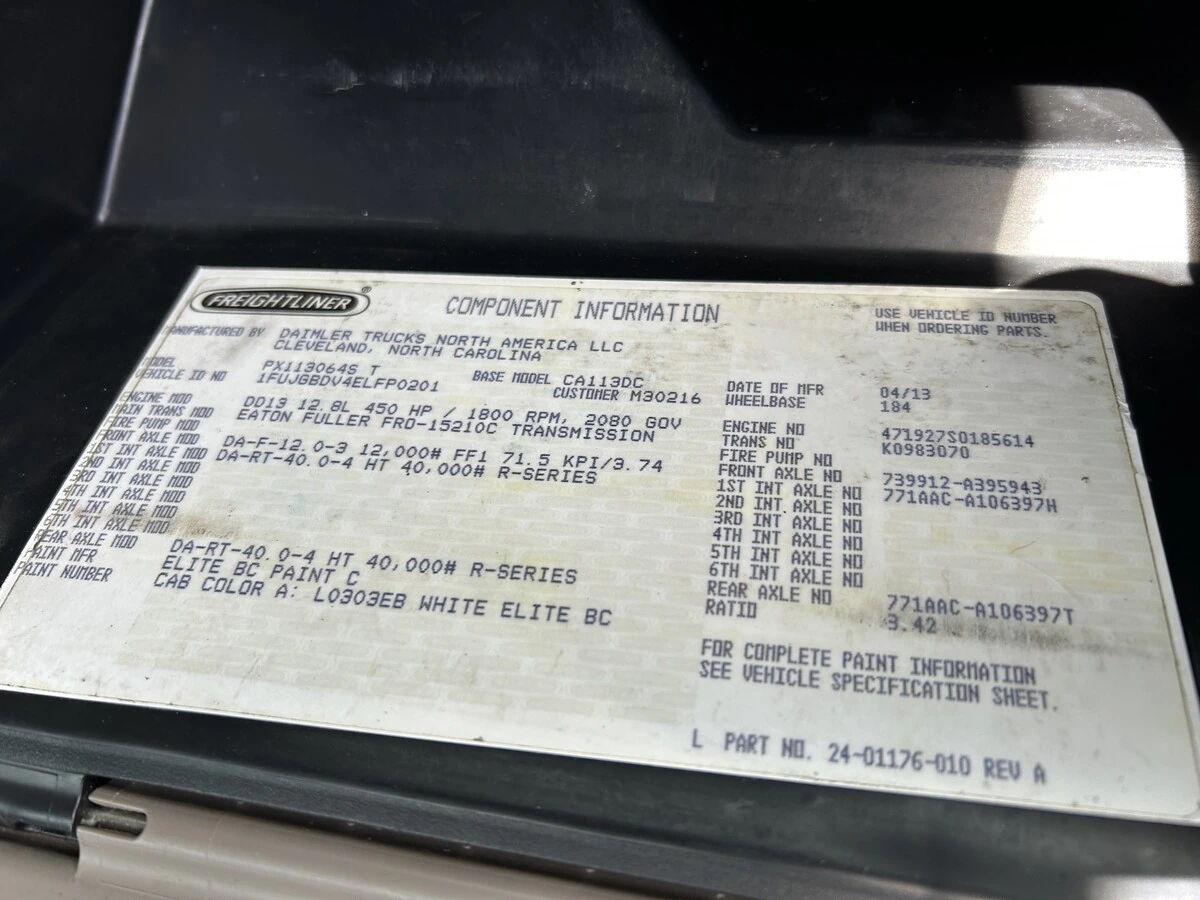 FREIGHTLINER ®
COMPONENT INFORMATION
USE VEHICLE ID NUMBER
WHEN ORDERING PARTS.
MANUFACTURED BY DAIMLER TRUCKS NORTH AMERICA LLC
CLEVELAND, NORTH CAROLINA
MODEL PX113064S T BASE MODEL CA113DC
VEHICLE ID NO 1FUJGBDV4ELFP0201 CUSTOMER M30216
DATE OF MFR 04/13
WHEELBASE 184
ENGINE MOD DD13 12.8L 450 HP / 1800 RPM, 2080 GOV
MAIN TRANS MOD EATON FULLER FRO-15210C TRANSMISSION
FIRE PUMP MOD
FRONT AXLE MOD DA-F-12.0-3 12,000# FF1 71.5 KPI/3.74
1ST INT AXLE MOD DA-RT-40.0-4 HT 40,000# R-SERIES
2ND INT AXLE MOD
3RD INT AXLE MOD
4TH INT AXLE MOD
5TH INT AXLE MOD
6TH INT AXLE MOD
REAR AXLE MOD DA-RT-40.0-4 HT 40,000# R-SERIES
PAINT MFR ELITE BC PAINT C
PAINT NUMBER CAB COLOR A: L0303EB WHITE ELITE BC
ENGINE NO 471927S0185614
TRANS NO K0983070
FIRE PUMP NO
FRONT AXLE NO 739912-A395943
1ST INT AXLE NO 771AAC-A106397H
2ND INT. AXLE NO
3RD INT AXLE NO
4TH INT AXLE NO
5TH INT AXLE NO
6TH INT AXLE NO
REAR AXLE NO 771AAC-A106397T
RATIO 3.42
FOR COMPLETE PAINT INFORMATION
SEE VEHICLE SPECIFICATION SHEET.
L PART NO. 24-01176-010 REV A